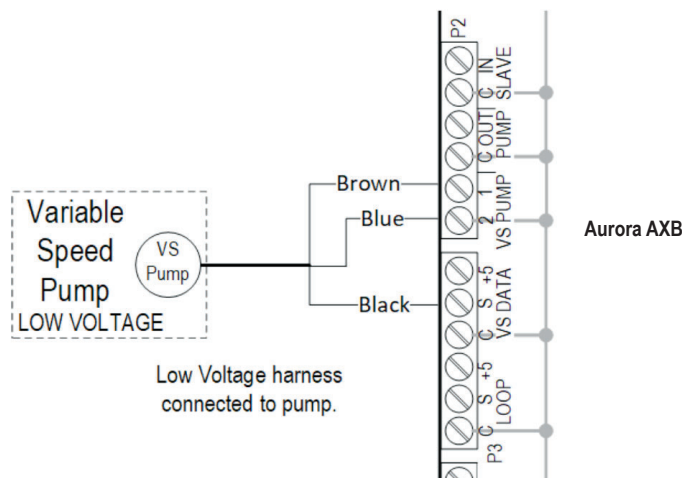 P2
IN
C
SLAVE
OUT
C
PUMP
1
2
VS PUMP
+5
S
C
VS DATA
+5
S
C
LOOP
P3
Brown
Blue
Black
Variable
Speed
Pump
LOW VOLTAGE
VS
Pump
Low Voltage harness
connected to pump.
Aurora AXB